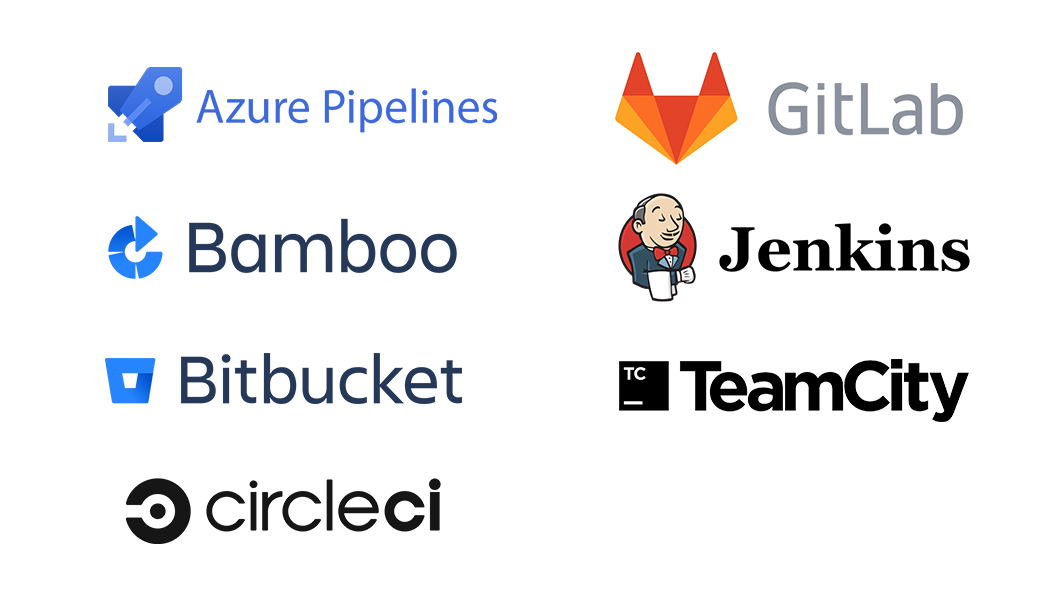 Azure Pipelines
GitLab
Bamboo
Jenkins
Bitbucket
TC
TeamCity
circleci